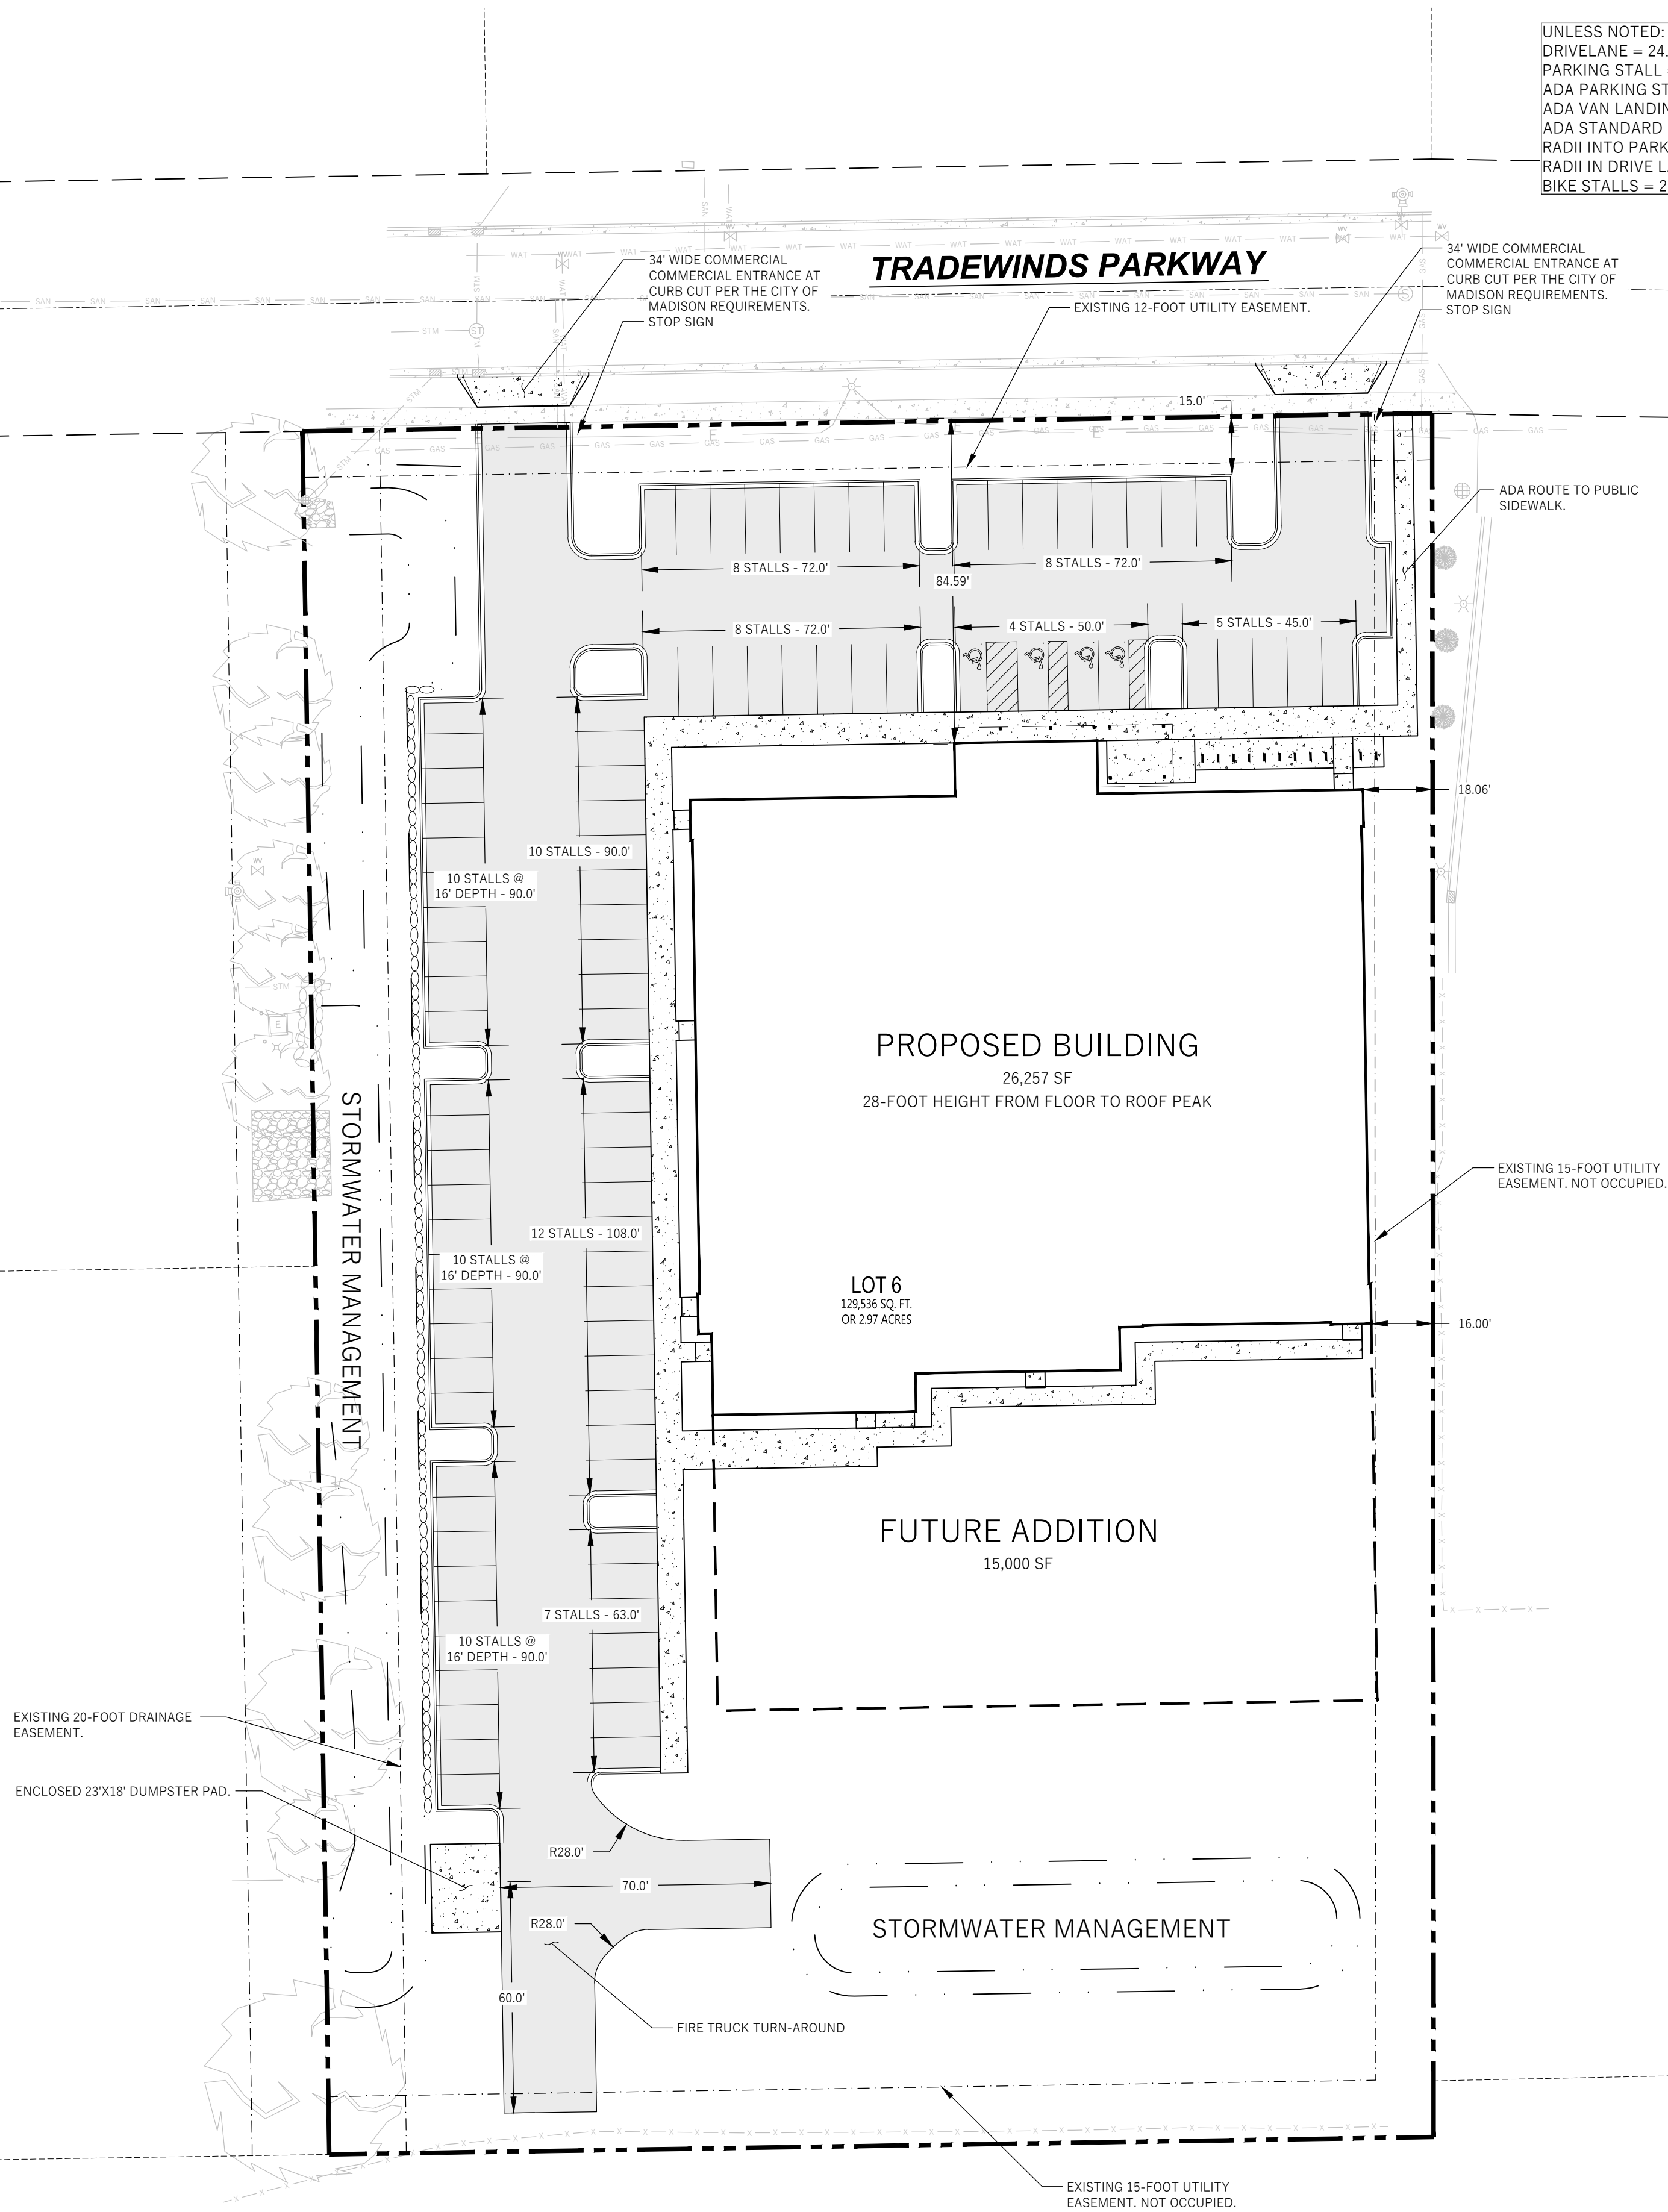 UNLESS NOTED:
DRIVELANE = 24.
PARKING STALL
ADA PARKING ST
ADA VAN LANDIN
ADA STANDARD
RADII INTO PARK
RADII IN DRIVE LA
BIKE STALLS = 2
TRADEWINDS PARKWAY
34' WIDE COMMERCIAL
COMMERCIAL ENTRANCE AT
CURB CUT PER THE CITY OF
MADISON REQUIREMENTS.
STOP SIGN
EXISTING 12-FOOT UTILITY EASEMENT.
34' WIDE COMMERCIAL
COMMERCIAL ENTRANCE AT
CURB CUT PER THE CITY OF
MADISON REQUIREMENTS.
STOP SIGN
15.0'
ADA ROUTE TO PUBLIC
SIDEWALK.
8 STALLS - 72.0'
8 STALLS - 72.0'
84.59'
8 STALLS - 72.0'
4 STALLS - 50.0'
5 STALLS - 45.0'
18.06'
10 STALLS - 90.0'
10 STALLS @
16' DEPTH - 90.0'
PROPOSED BUILDING
26,257 SF
28-FOOT HEIGHT FROM FLOOR TO ROOF PEAK
STORMWATER MANAGEMENT
EXISTING 15-FOOT UTILITY
EASEMENT. NOT OCCUPIED.
12 STALLS - 108.0'
10 STALLS @
16' DEPTH - 90.0'
LOT 6
129,536 SQ. FT.
OR 2.97 ACRES
16.00'
FUTURE ADDITION
15,000 SF
7 STALLS - 63.0'
10 STALLS @
16' DEPTH - 90.0'
EXISTING 20-FOOT DRAINAGE
EASEMENT.
ENCLOSED 23'X18' DUMPSTER PAD.
R28.0'
70.0'
R28.0'
STORMWATER MANAGEMENT
60.0'
FIRE TRUCK TURN-AROUND
EXISTING 15-FOOT UTILITY
EASEMENT. NOT OCCUPIED.